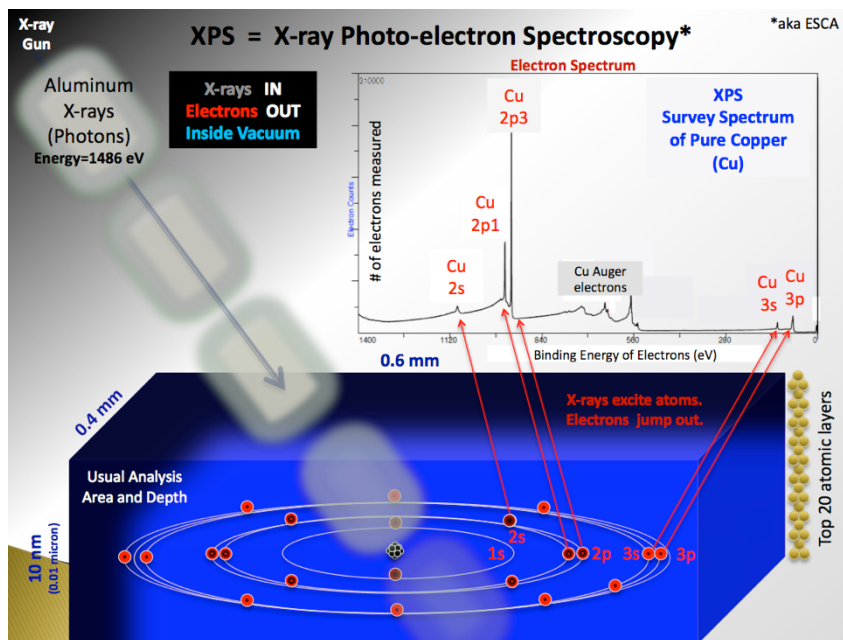 X-ray
Gun
XPS = X-ray Photo-electron Spectroscopy*
*aka ESCA
Aluminum
X-rays
(Photons)
Energy=1486 eV
X-rays IN
Electrons OUT
Inside Vacuum
Electron Spectrum
# of electrons measured
Electron Counts
Cu
2p3
Cu
2p1
Cu
2s
Cu Auger
electrons
XPS
Survey Spectrum
of Pure Copper
(Cu)
Cu
3s
Cu
3p
1400
1120
840
560
280
0
Binding Energy of Electrons (eV)
0.6 mm
0.4 mm
X-rays excite atoms.
Electrons jump out.
Usual Analysis
Area and Depth
10 nm
(0.01 micron)
1s
2s
2p
3s
3p
Top 20 atomic layers